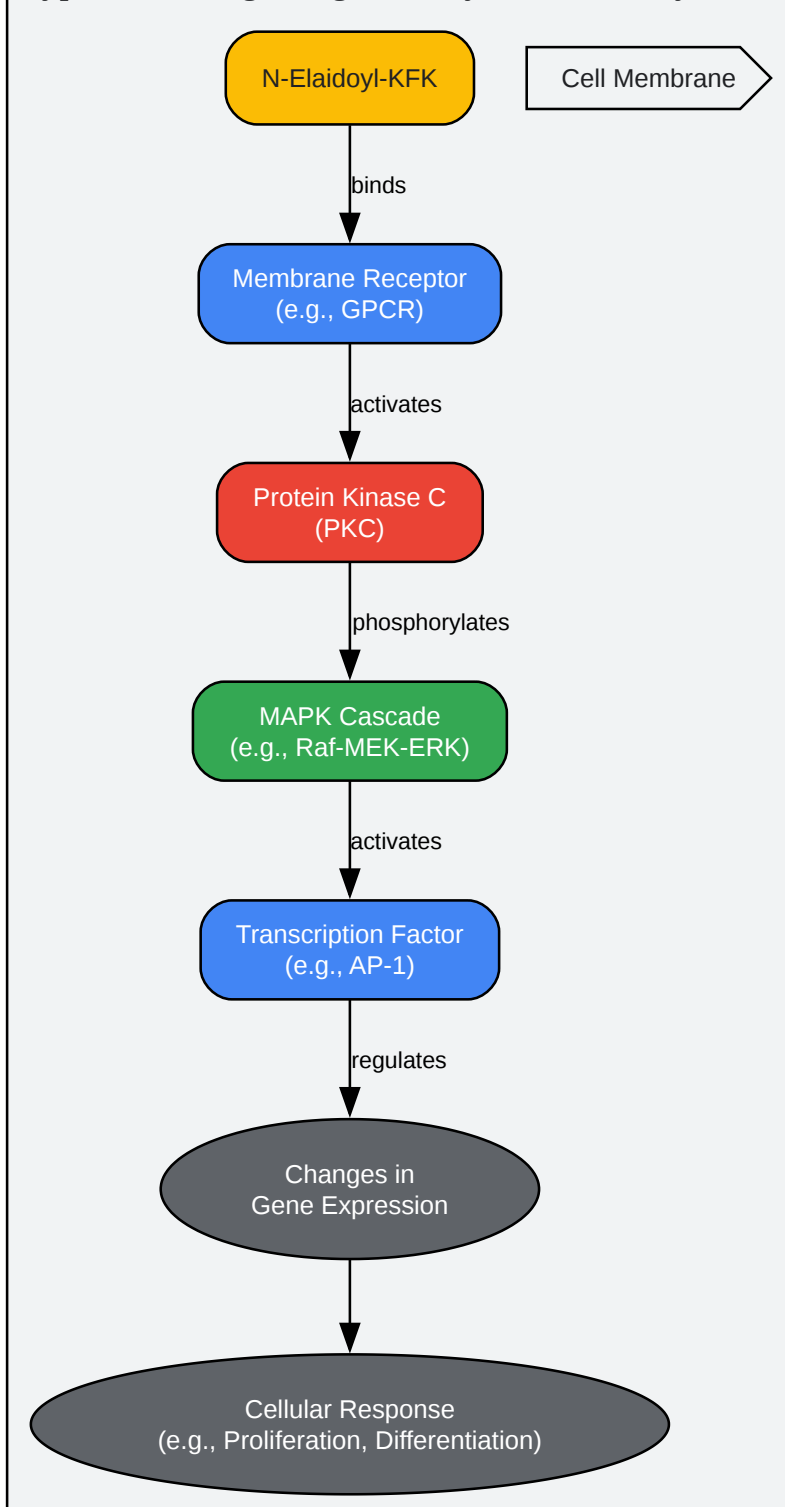 N-Elaidoyl-KFK
Cell Membrane
binds
Membrane Receptor
(e.g., GPCR)
activates
Protein Kinase C
(PKC)
phosphorylates
MAPK Cascade
(e.g., Raf-MEK-ERK)
activates
Transcription Factor
(e.g., AP-1)
regulates
Changes in
Gene Expression
Cellular Response
(e.g., Proliferation, Differentiation)